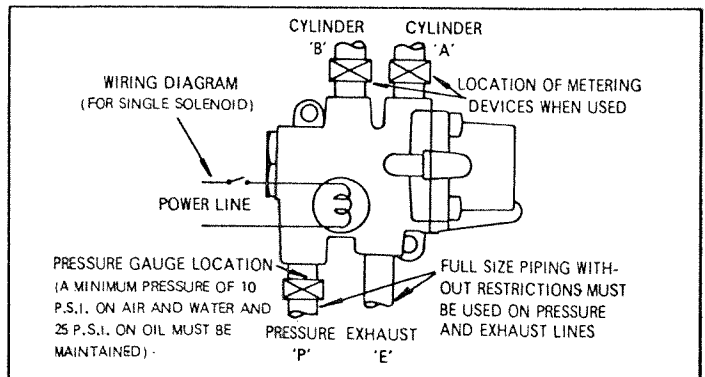 CYLINDER
'B'
CYLINDER
'A'
WIRING DIAGRAM
(FOR SINGLE SOLENOID)
LOCATION OF METERING
DEVICES WHEN USED
POWER LINE
PRESSURE GAUGE LOCATION
(A MINIMUM PRESSURE OF 10
P.S.I. ON AIR AND WATER AND
25 P.S.I. ON OIL MUST BE
MAINTAINED)
PRESSURE
'P'
EXHAUST
'E'
FULL SIZE PIPING WITH-
OUT RESTRICTIONS MUST
BE USED ON PRESSURE
AND EXHAUST LINES